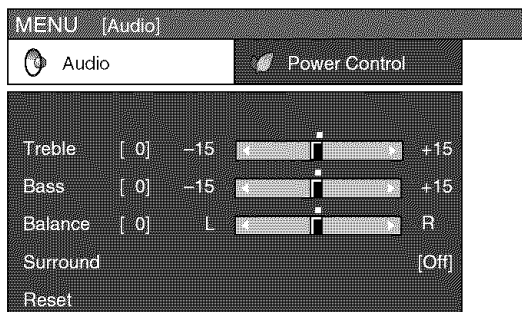 MENU [Audio]
Audio Power Control
Treble [ 0] –15 +15
Bass [ 0] –15 +15
Balance [ 0] L R
Surround [Off]
Reset